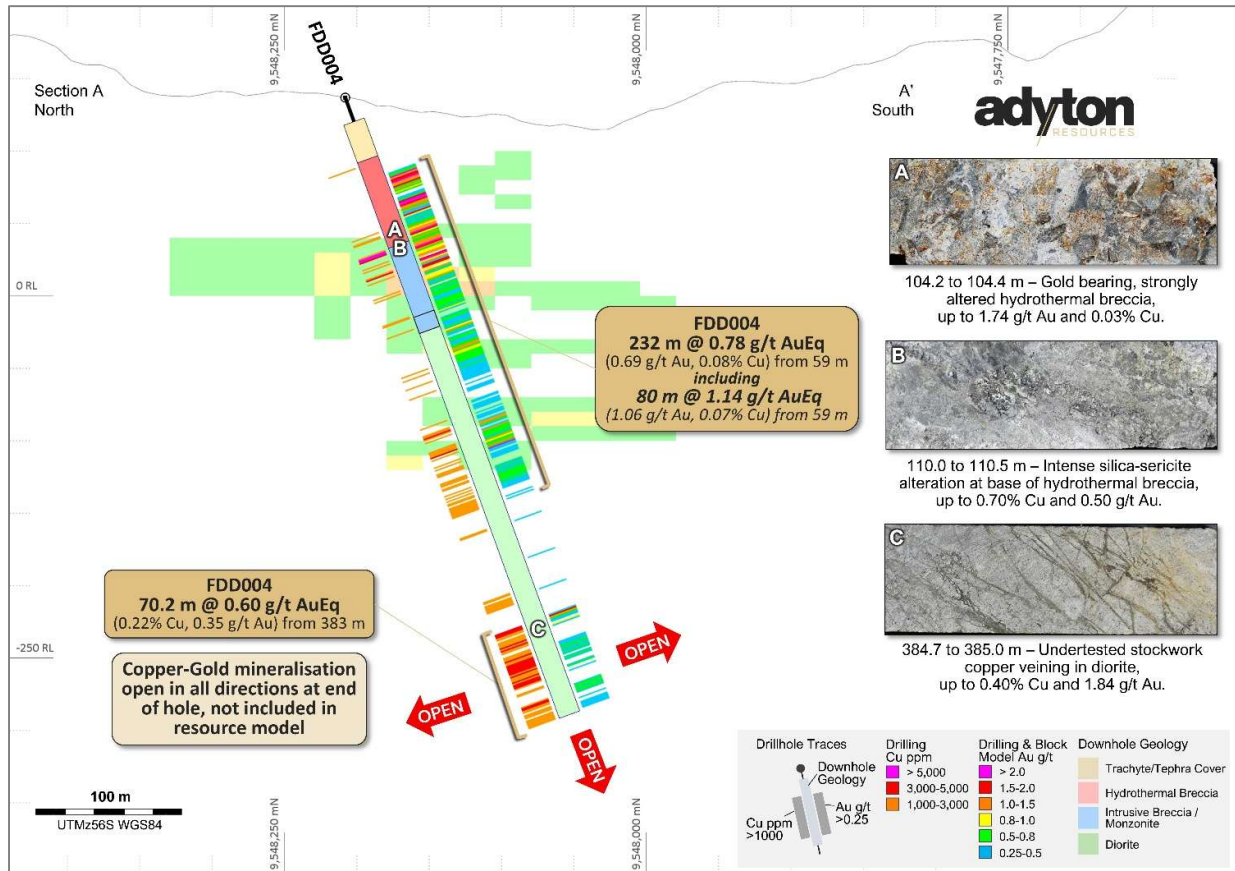 9,548,250 mN
9,548,000 mN
9,547,750 mN
FDD004
Section A
North
A'
South
adyton
RESOURCES
0 RL
-250 RL
A
B
C
FDD004
232 m @ 0.78 g/t AuEq
(0.69 g/t Au, 0.08% Cu) from 59 m
including
80 m @ 1.14 g/t AuEq
(1.06 g/t Au, 0.07% Cu) from 59 m
FDD004
70.2 m @ 0.60 g/t AuEq
(0.22% Cu, 0.35 g/t Au) from 383 m
Copper-Gold mineralisation
open in all directions at end
of hole, not included in
resource model
OPEN
OPEN
OPEN
100 m
UTMz56S WGS84
9,548,250 mN
9,548,000 mN
A
104.2 to 104.4 m – Gold bearing, strongly
altered hydrothermal breccia,
up to 1.74 g/t Au and 0.03% Cu.
B
110.0 to 110.5 m – Intense silica-sericite
alteration at base of hydrothermal breccia,
up to 0.70% Cu and 0.50 g/t Au.
C
384.7 to 385.0 m – Undertested stockwork
copper veining in diorite,
up to 0.40% Cu and 1.84 g/t Au.
Drillhole Traces
Downhole
Geology
Cu ppm
>1000
Au g/t
>0.25
Drilling
Cu ppm
> 5,000
3,000-5,000
1,000-3,000
Drilling & Block
Model Au g/t
> 2.0
1.5-2.0
1.0-1.5
0.8-1.0
0.5-0.8
0.25-0.5
Downhole Geology
Trachyte/Tephra Cover
Hydrothermal Breccia
Intrusive Breccia /
Monzonite
Diorite